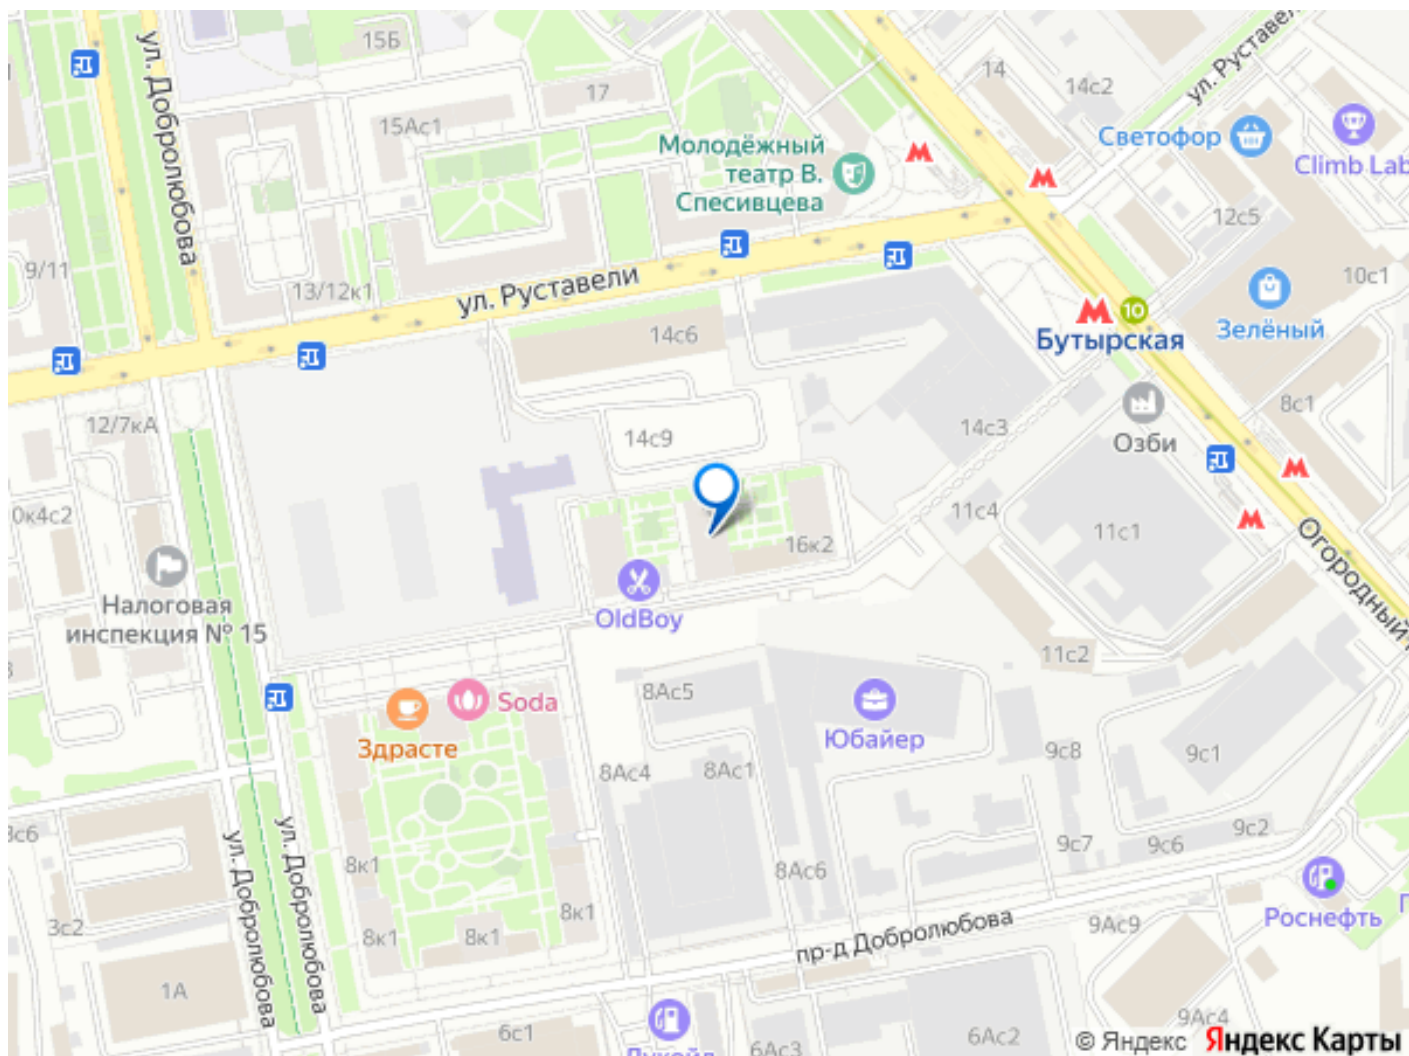 15Б
ул. Добролюбова
17
14
14с2
ул. Руставели
15Ас1
Молодёжный
театр В.
Спесивцева
Светофор
Climb Lab
12с5
9/11
13/12к1
ул. Руставели
10с1
10
Бутырская
Зелёный
14с6
12/7кА
14с9
14с3
8с1
Озби
0к4с2
11с4
11с1
16к2
Огородный
Налоговая
инспекция № 15
OldBoy
11с2
8Ас5
Soda
Здрасте
Юбайер
9с8
9с1
8Ас4
8Ас1
3с6
ул. Добролюбова
ул. Добролюбова
8к1
8Ас6
9с7
9с6
9с2
3с2
8к1
8к1
8к1
пр-д Добролюбова
9Ас9
Роснефть
1А
6с1
Лукойл
6Ас3
6Ас2
9Ас4
© Яндекс Яндекс Карты